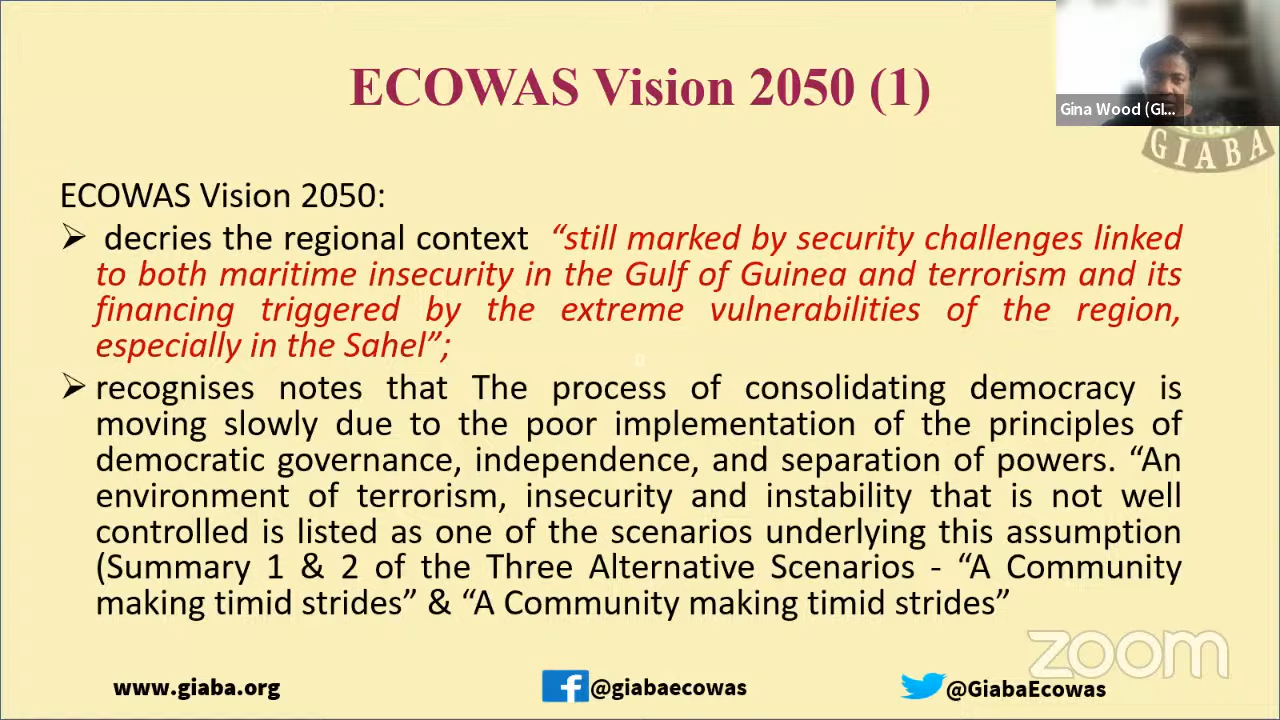 ECOWAS Vision 2050 (1)
Gina Wood (GI...
GIABA
ECOWAS Vision 2050:
➢ decries the regional context “still marked by security challenges linked
to both maritime insecurity in the Gulf of Guinea and terrorism and its
financing triggered by the extreme vulnerabilities of the region,
especially in the Sahel”;
➢ recognises notes that The process of consolidating democracy is
moving slowly due to the poor implementation of the principles of
democratic governance, independence, and separation of powers. “An
environment of terrorism, insecurity and instability that is not well
controlled is listed as one of the scenarios underlying this assumption
(Summary 1 & 2 of the Three Alternative Scenarios - “A Community
making timid strides” & “A Community making timid strides”
zoom
www.giaba.org
@giabaecowas
@GiabaEcowas